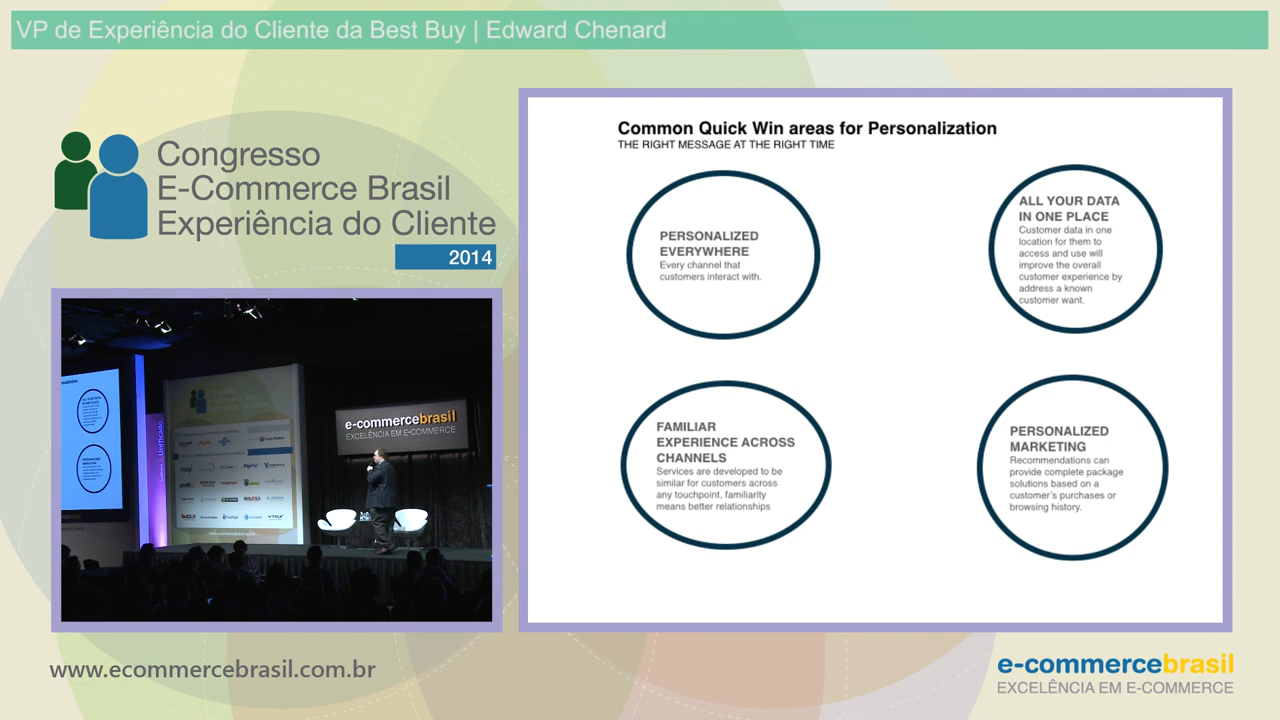 VP de Experiência do Cliente da Best Buy | Edward Chenard
Congresso
E-Commerce Brasil
Experiência do Cliente
2014
Common Quick Win areas for Personalization
THE RIGHT MESSAGE AT THE RIGHT TIME
PERSONALIZED
EVERYWHERE
Every channel that
customers interact with.
ALL YOUR DATA
IN ONE PLACE
Customer data in one
location for them to
access and use will
improve the overall
customer experience by
address a known
customer want.
FAMILIAR
EXPERIENCE ACROSS
CHANNELS
Services are developed to be
similar for customers across
any touchpoint, familiarity
means better relationships
PERSONALIZED
MARKETING
Recommendations can
provide complete package
solutions based on a
customer's purchases or
browsing history.
e-commercebrasil
EXCELÊNCIA EM E-COMMERCE
PayPal
VTEX
www.ecommercebrasil.com.br
e-commercebrasil
EXCELÊNCIA EM E-COMMERCE